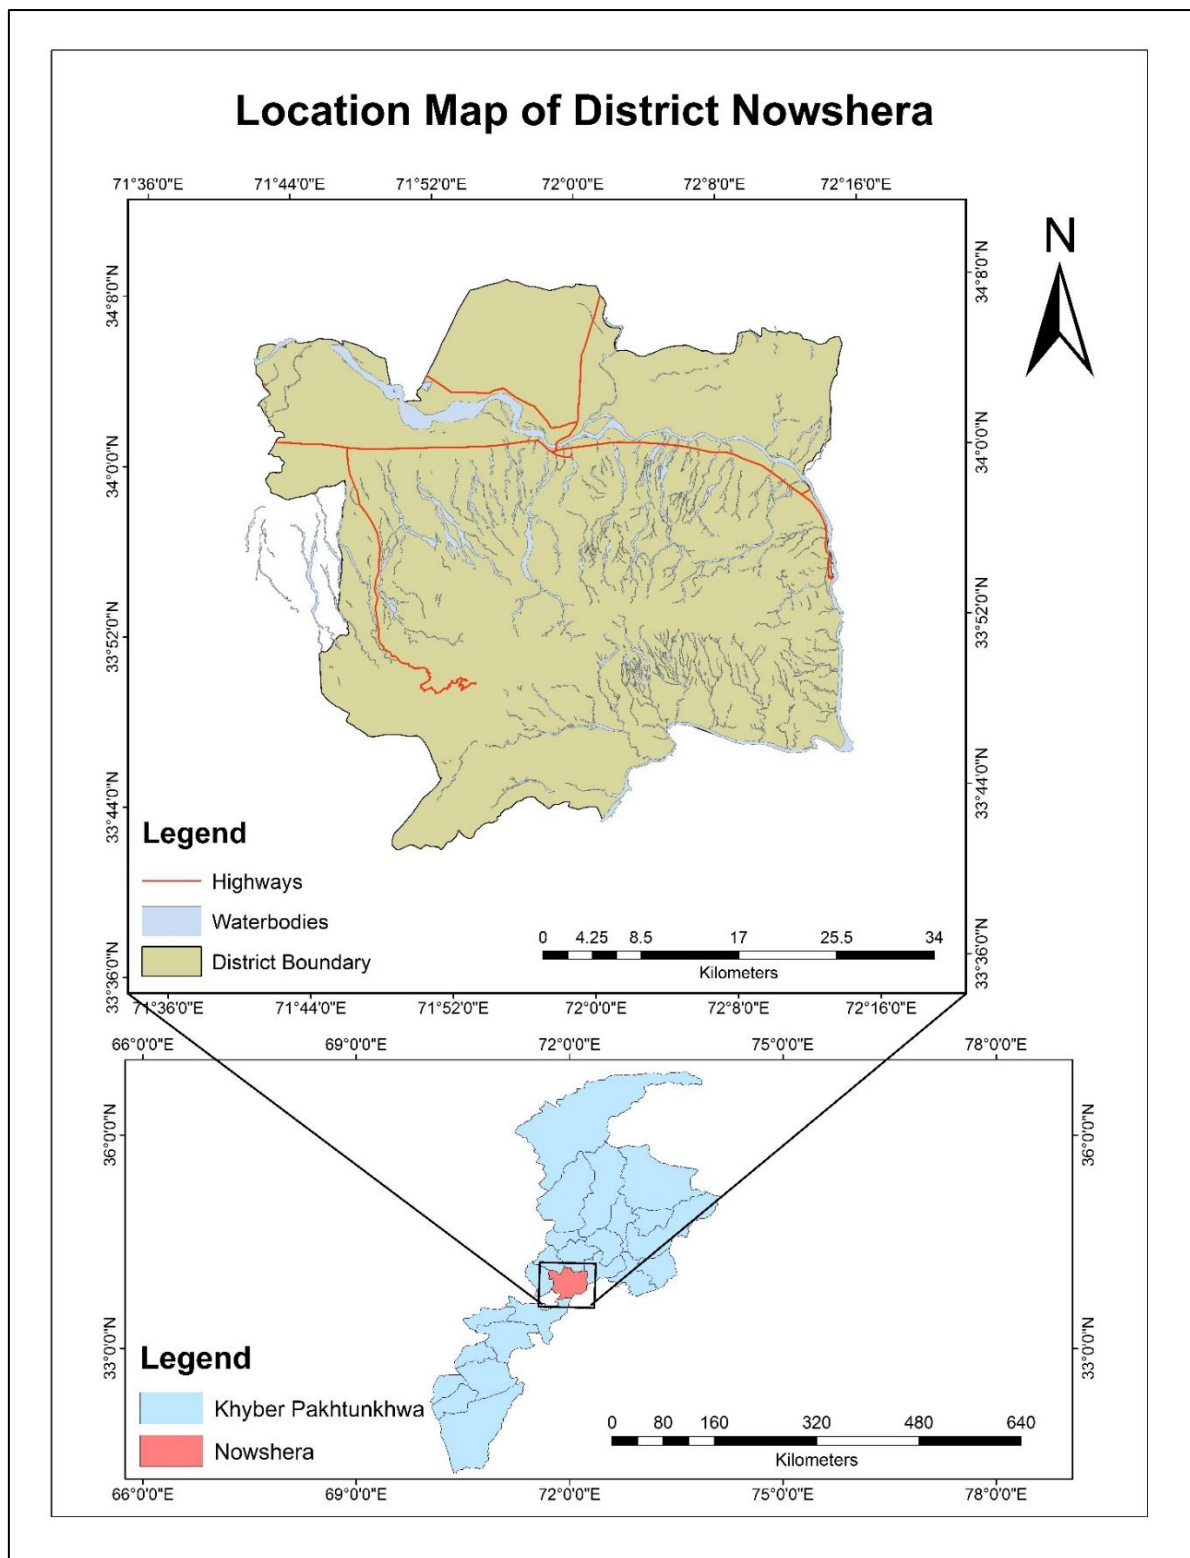 Location Map of District Nowshera
71°36'0"E 71°44'0"E 71°52'0"E 72°0'0"E 72°8'0"E 72°16'0"E
N
34°8'0"N 34°8'0"N
34°0'0"N 34°0'0"N
33°52'0"N 33°52'0"N
33°44'0"N 33°44'0"N
33°36'0"N 33°36'0"N
Legend
Highways
Waterbodies
District Boundary
0 4.25 8.5 17 25.5 34
Kilometers
71°36'0"E 71°44'0"E 71°52'0"E 72°0'0"E 72°8'0"E 72°16'0"E
66°0'0"E 69°0'0"E 72°0'0"E 75°0'0"E 78°0'0"E
36°0'0"N 36°0'0"N
33°0'0"N 33°0'0"N
Legend
Khyber Pakhtunkhwa
Nowshera
0 80 160 320 480 640
Kilometers
66°0'0"E 69°0'0"E 72°0'0"E 75°0'0"E 78°0'0"E